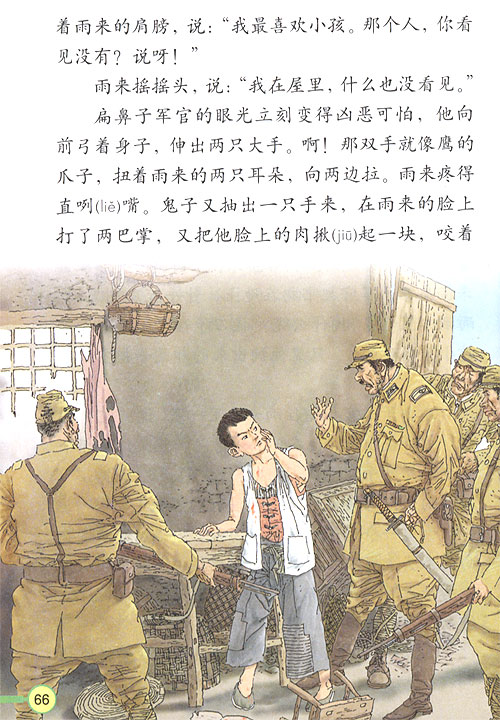 着雨来的肩膀，说：“我最喜欢小孩。那个人，你看
见没有？说呀！”
雨来摇摇头，说：“我在屋里，什么也没看见。”
扁鼻子军官的眼光立刻变得凶恶可怕，他向
前弓着身子，伸出两只大手。啊！那双手就像鹰的
爪子，扭着雨来的两只耳朵，向两边拉。雨来疼得
直咧(liě)嘴。鬼子又抽出一只手来，在雨来的脸上
打了两巴掌，又把他脸上的肉揪(jiū)起一块，咬着
66